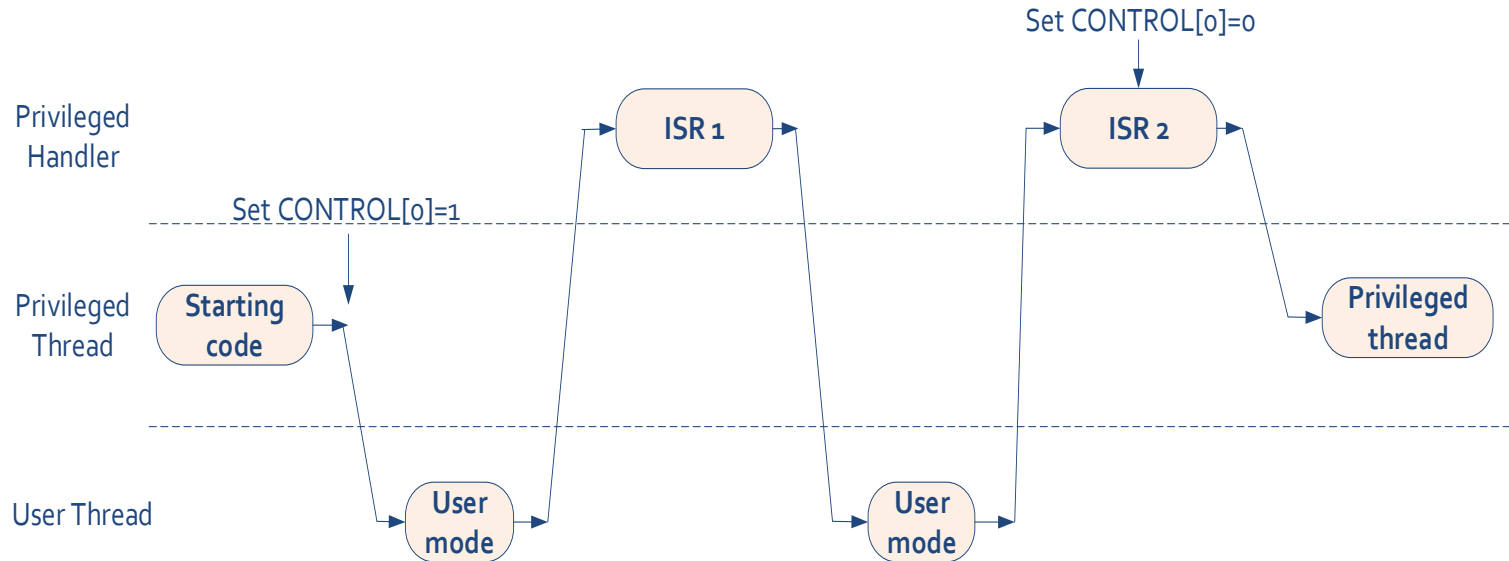 Set CONTROL[0]=0
Privileged
Handler
ISR 1
ISR 2
Set CONTROL[0]=1
Privileged
Thread
Starting
code
Privileged
thread
User Thread
User
mode
User
mode